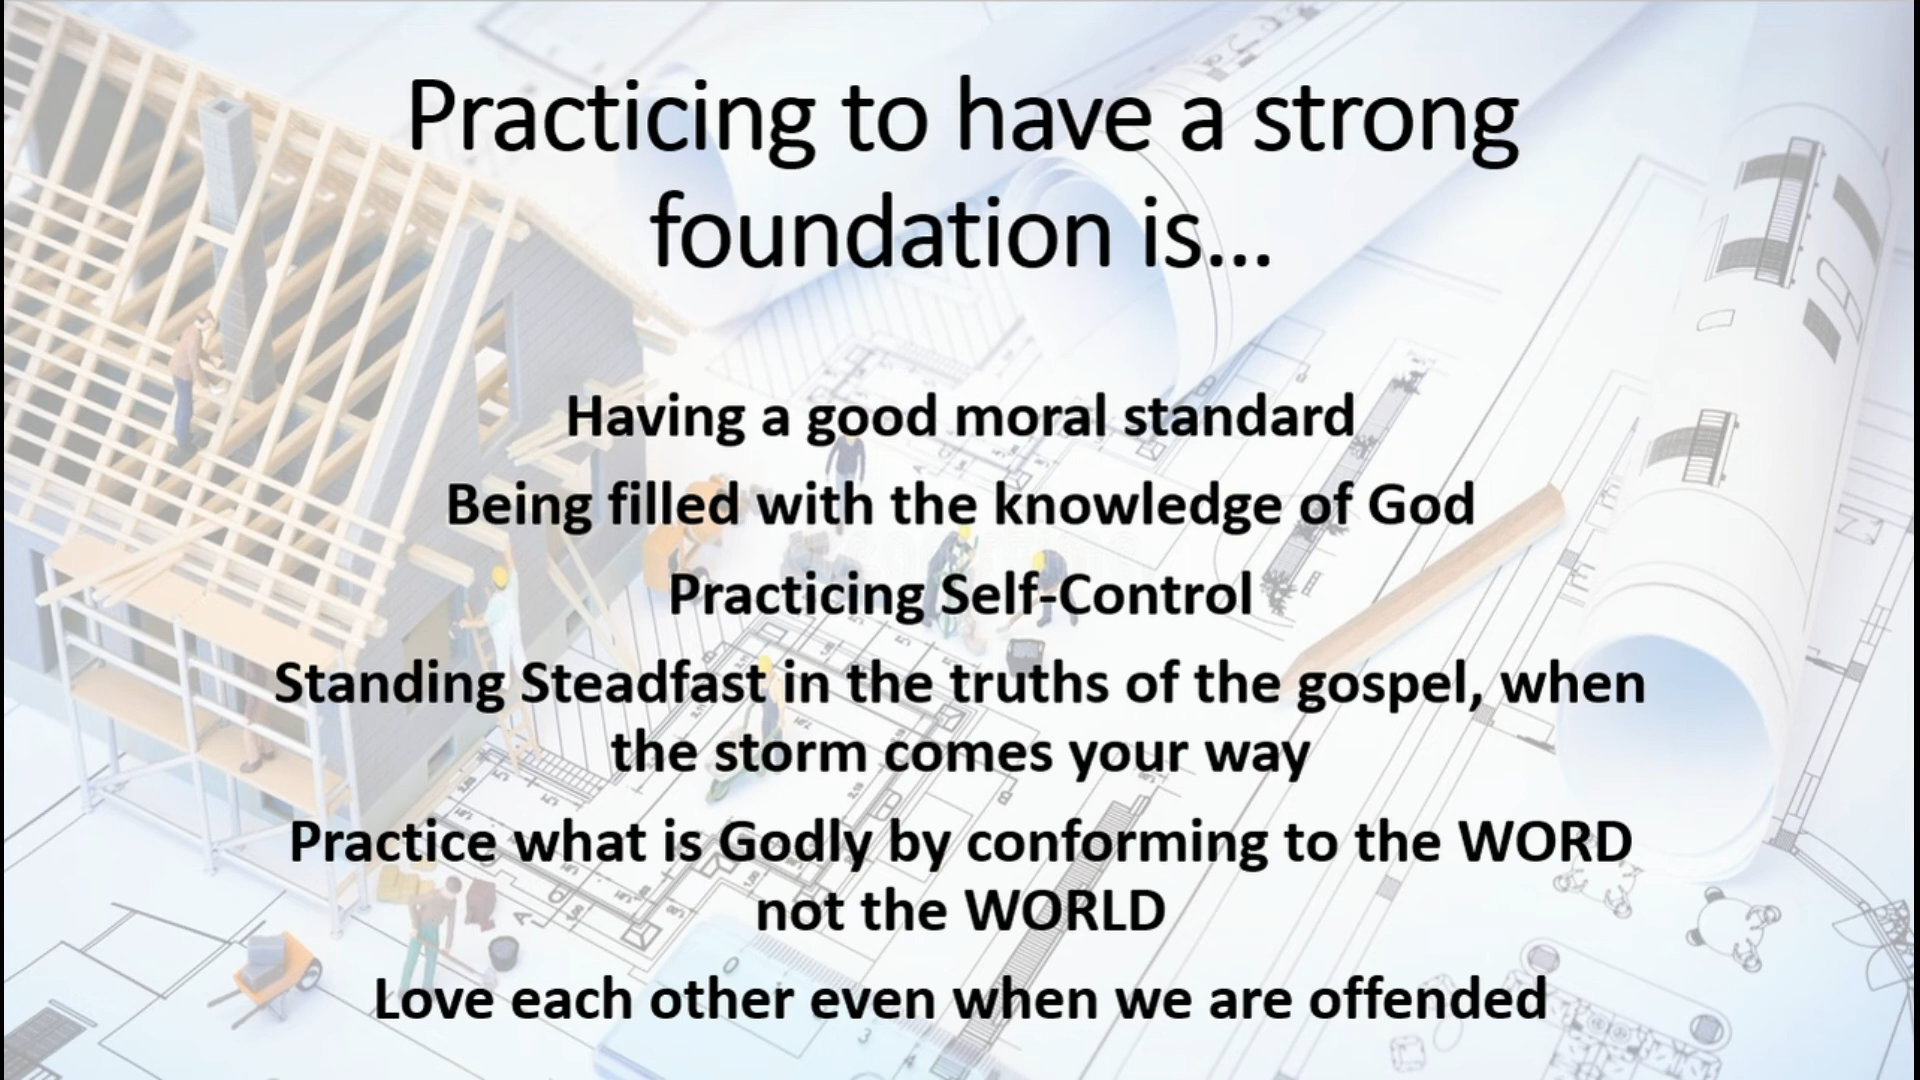 Practicing to have a strong
foundation is...
Having a good moral standard
Being filled with the knowledge of God
Practicing Self-Control
Standing Steadfast in the truths of the gospel, when
the storm comes your way
Practice what is Godly by conforming to the WORD
not the WORLD
Love each other even when we are offended